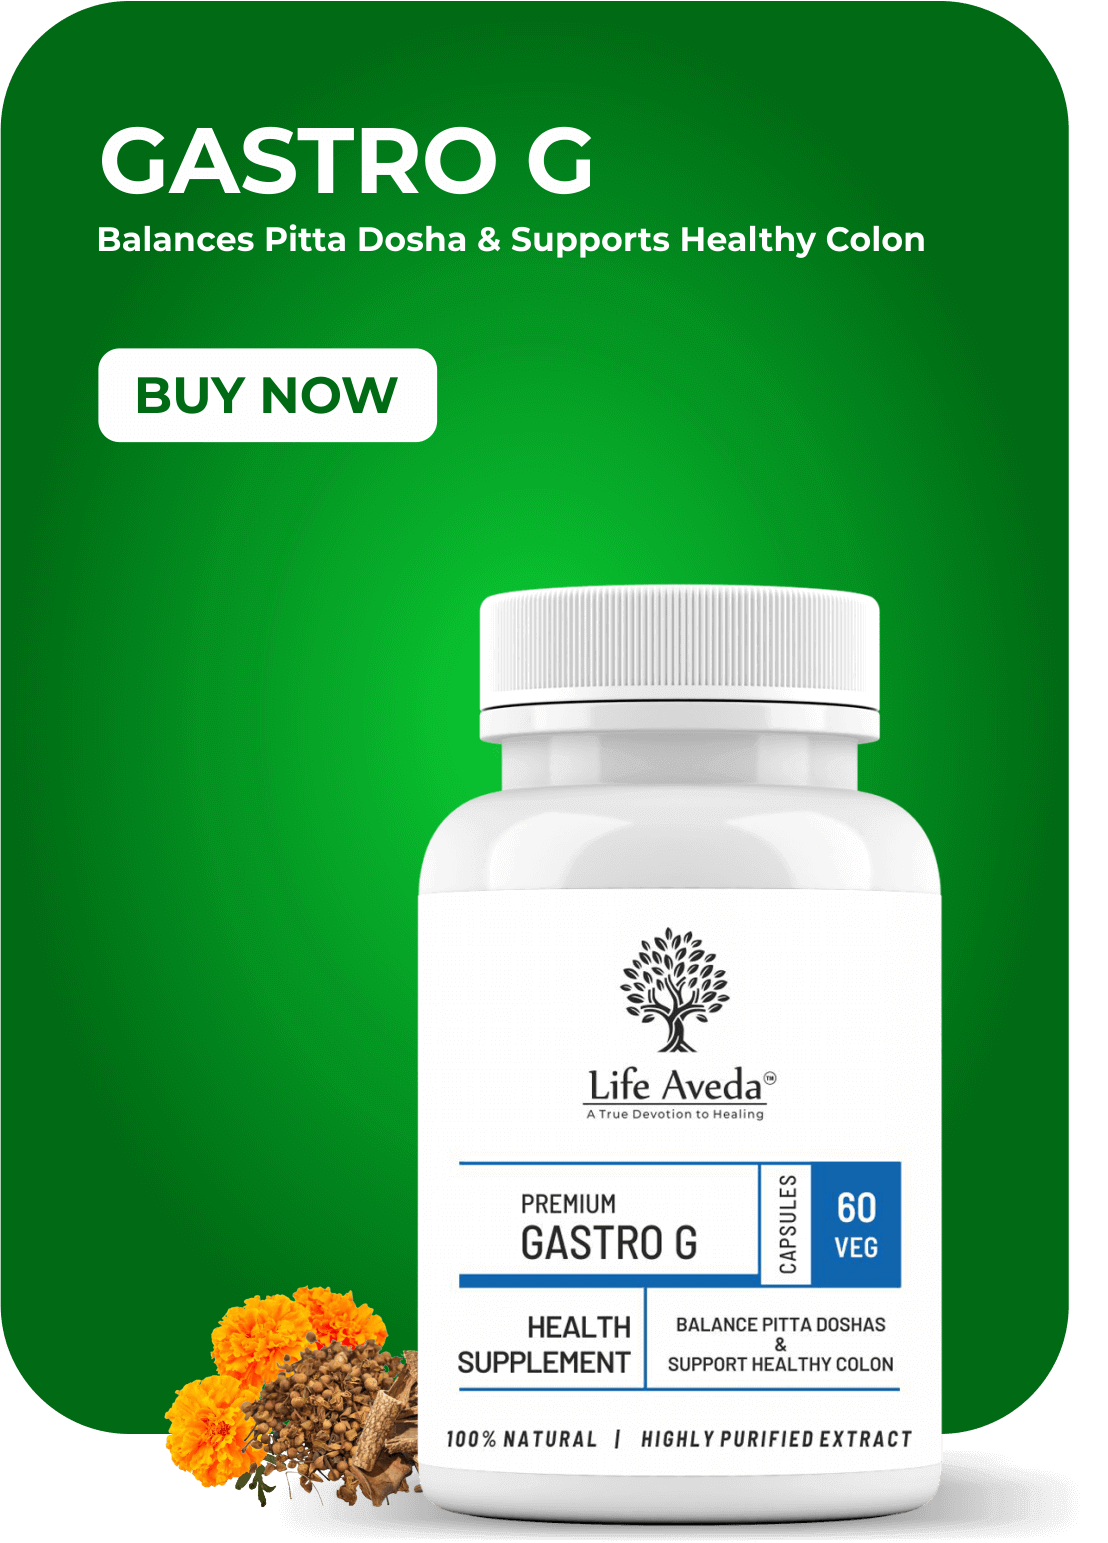 GASTRO G
Balances Pitta Dosha & Supports Healthy Colon
BUY NOW
Life Aveda™
A True Devotion to Healing
PREMIUM
GASTRO G
CAPSULES
60
VEG
HEALTH
SUPPLEMENT
BALANCE PITTA DOSHAS
&
SUPPORT HEALTHY COLON
100% NATURAL | HIGHLY PURIFIED EXTRACT